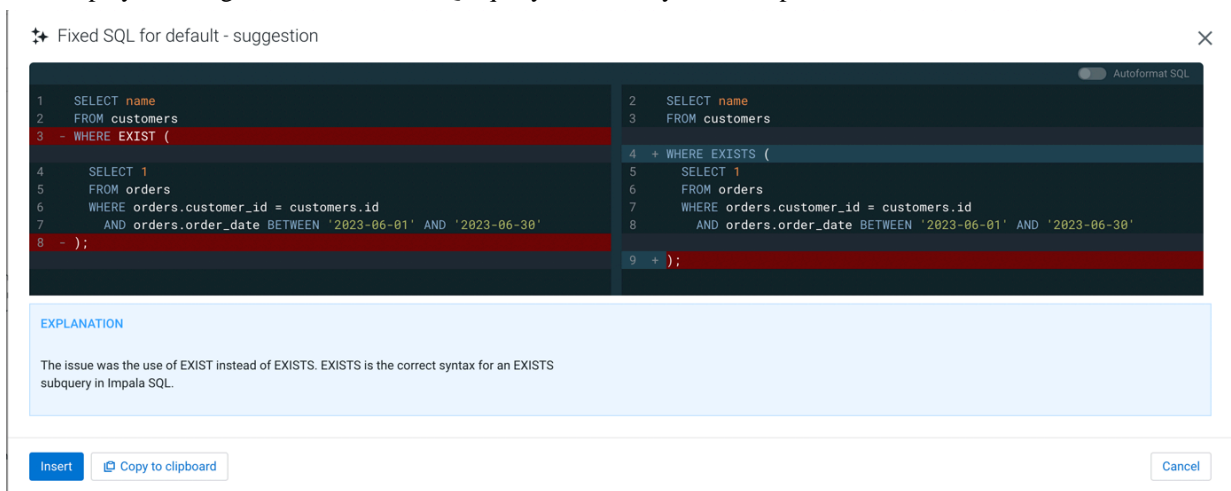 Fixed SQL for default - suggestion
Autoformat SQL
1 SELECT name
2 FROM customers
3 - WHERE EXIST (
4 SELECT 1
5 FROM orders
6 WHERE orders.customer_id = customers.id
7 AND orders.order_date BETWEEN '2023-06-01' AND '2023-06-30'
8 - );
2 SELECT name
3 FROM customers
4 + WHERE EXISTS (
5 SELECT 1
6 FROM orders
7 WHERE orders.customer_id = customers.id
8 AND orders.order_date BETWEEN '2023-06-01' AND '2023-06-30'
9 + );
EXPLANATION
The issue was the use of EXIST instead of EXISTS. EXISTS is the correct syntax for an EXISTS
subquery in Impala SQL.
Insert
Copy to clipboard
Cancel